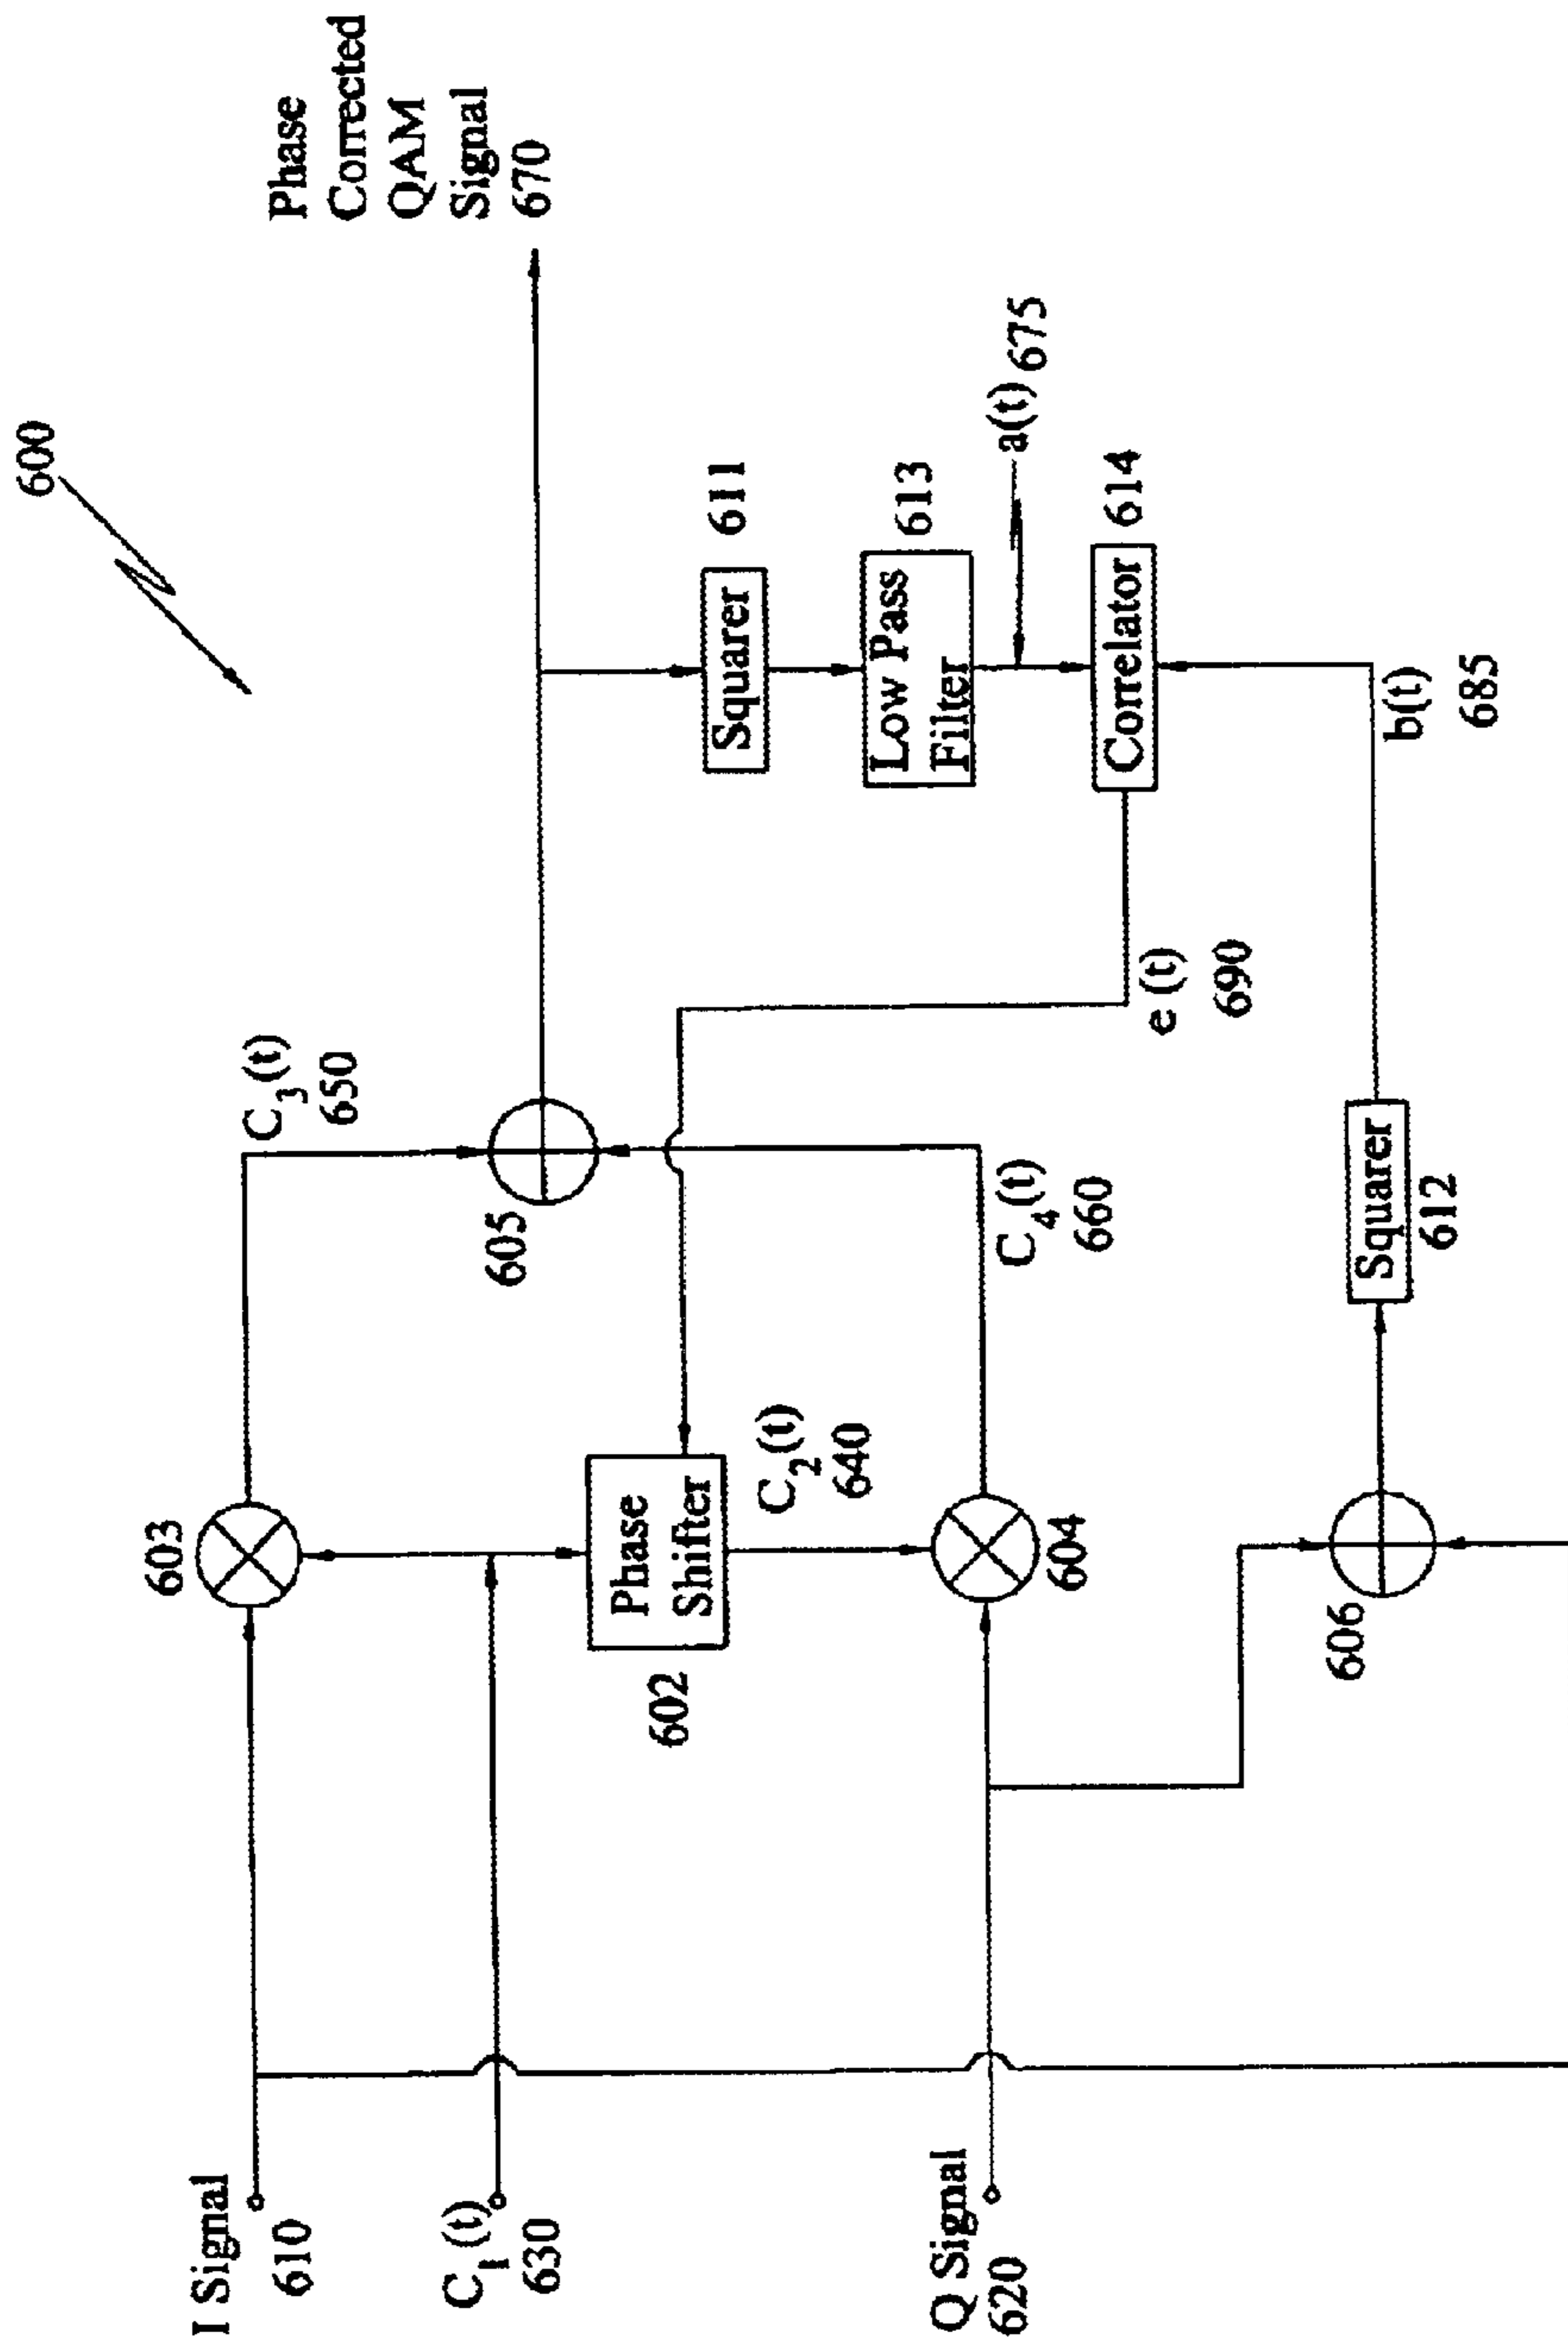 600
Phase
Corrected
QAM
Signal
670
I Signal
610
603
C3(t)
650
C1(t)
630
605
Phase
Shifter
602
C2(t)
640
Squarer 611
Low Pass
Filter
613
a(t) 675
Q Signal
620
604
C4(t)
660
e (t)
690
Correlator 614
606
Squarer
612
b(t)
685